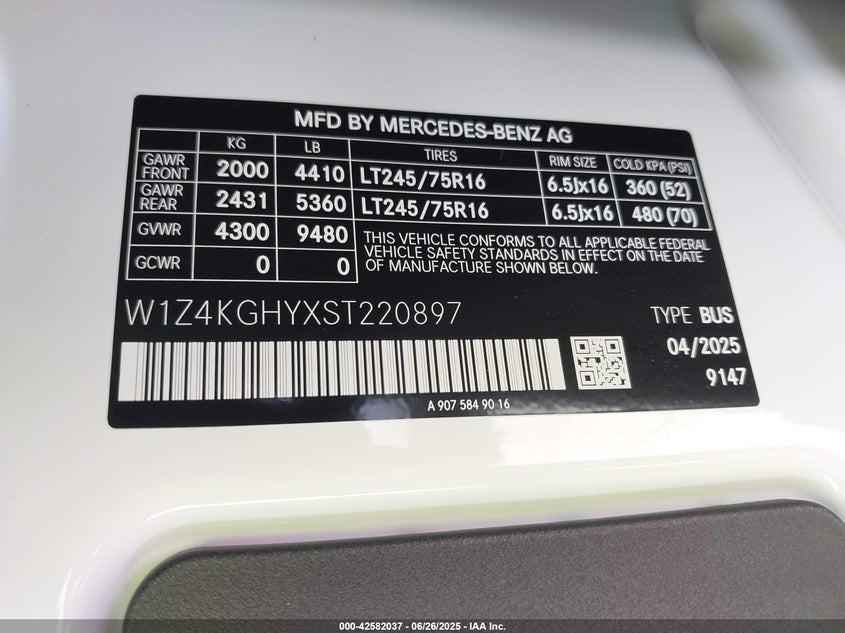 MFD BY MERCEDES-BENZ AG
KG LB TIRES RIM SIZE COLD KPA (PSI)
GAWR FRONT 2000 4410 LT245/75R16 6.5Jx16 360 (52)
GAWR REAR 2431 5360 LT245/75R16 6.5Jx16 480 (70)
GVWR 4300 9480
GCWR 0 0
THIS VEHICLE CONFORMS TO ALL APPLICABLE FEDERAL
VEHICLE SAFETY STANDARDS IN EFFECT ON THE DATE
OF MANUFACTURE SHOWN BELOW.
W1Z4KGHYXST220897 TYPE BUS
04/2025
9147
A 907 584 90 16
000-42582037 - 06/26/2025 - IAA Inc.